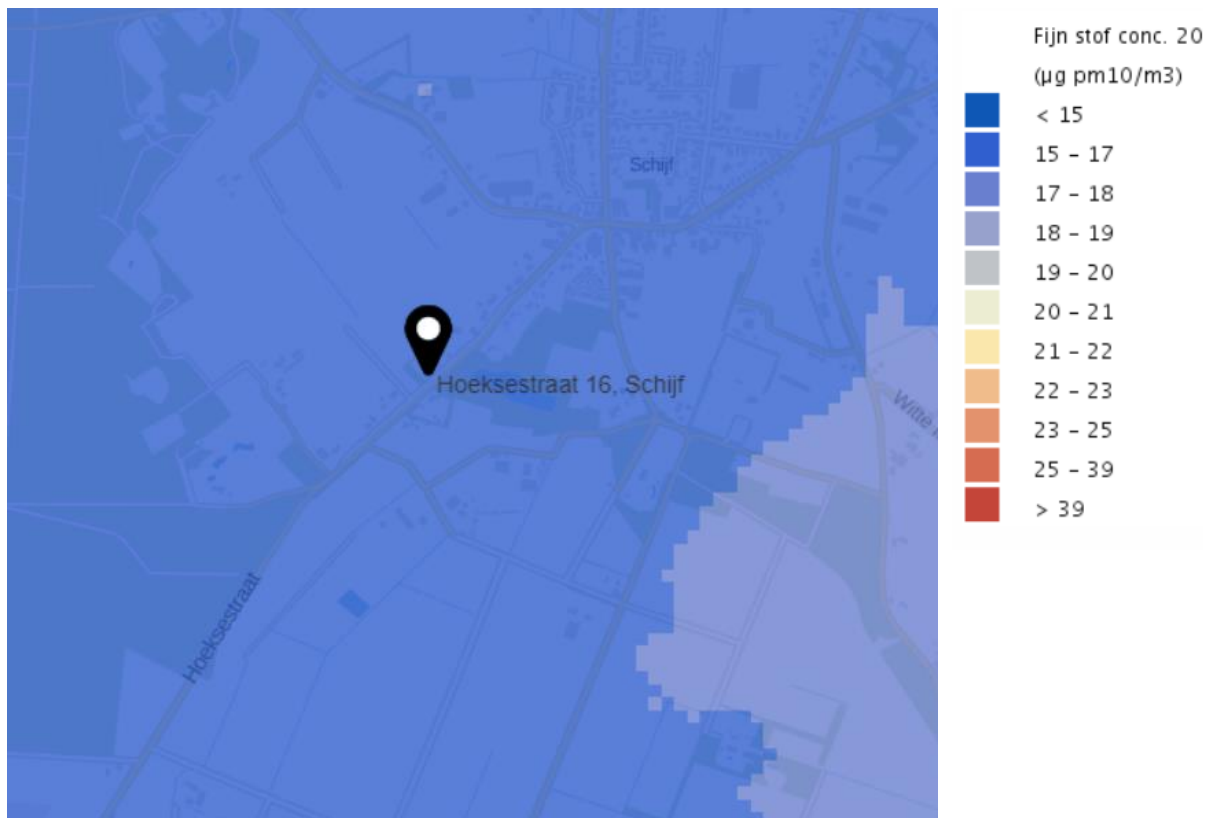 Schijf
Hoeksestraat 16, Schijf
Witte
Hoeksestraat
Fijn stof conc. 20
(µg pm10/m3)
< 15
15 – 17
17 – 18
18 – 19
19 – 20
20 – 21
21 – 22
22 – 23
23 – 25
25 – 39
> 39